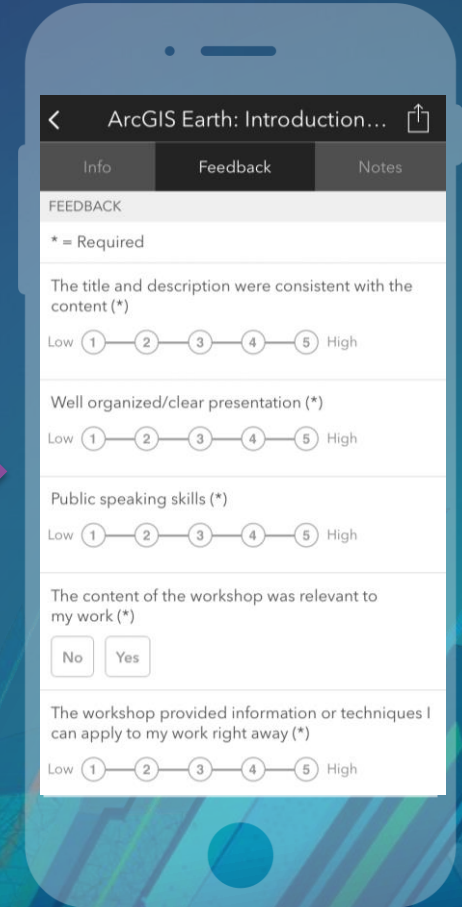 ArcGIS Earth: Introduction...
Info Feedback Notes
FEEDBACK
* = Required
The title and description were consistent with the
content (*)
Low 1 2 3 4 5 High
Well organized/clear presentation (*)
Low 1 2 3 4 5 High
Public speaking skills (*)
Low 1 2 3 4 5 High
The content of the workshop was relevant to
my work (*)
No Yes
The workshop provided information or techniques I
can apply to my work right away (*)
Low 1 2 3 4 5 High